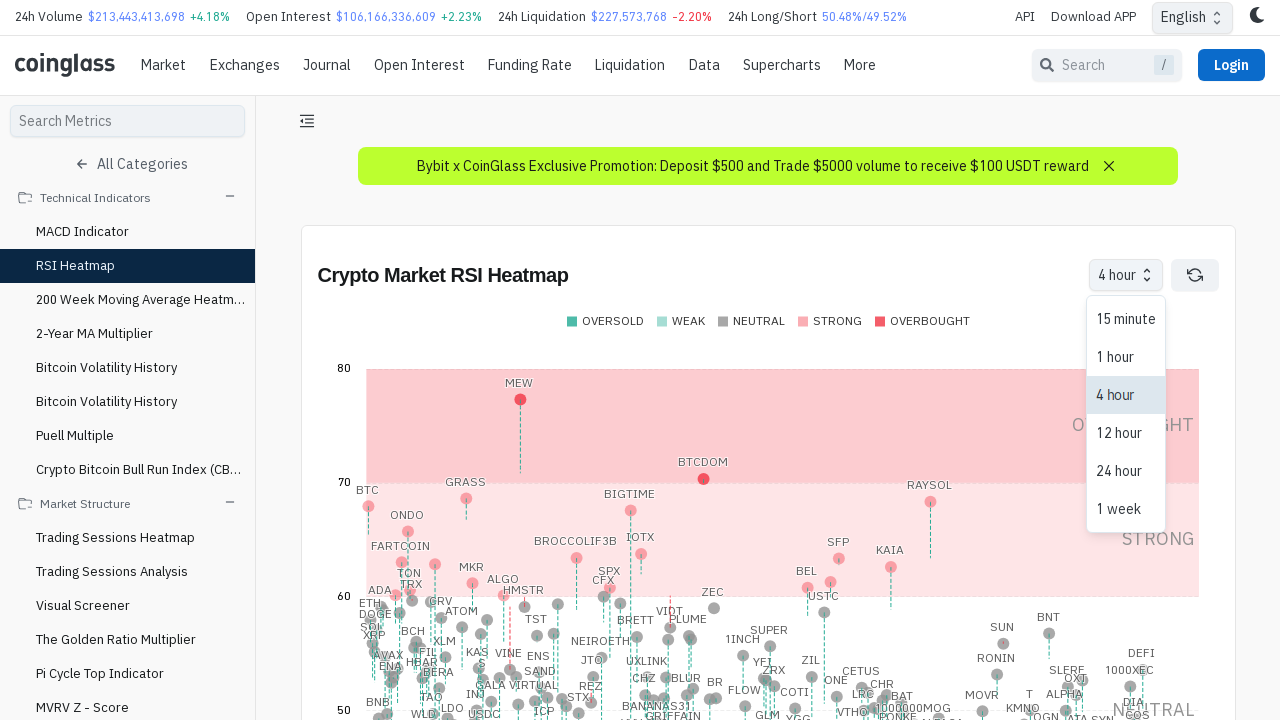 24h Volume $213,443,413,698 +4.18% Open Interest $106,166,336,609 +2.23% 24h Liquidation $227,573,768 -2.20% 24h Long/Short 50.48%/49.52% API Download APP English
coinglass Market Exchanges Journal Open Interest Funding Rate Liquidation Data Supercharts More Search / Login
Search Metrics
All Categories
Technical Indicators
MACD Indicator
RSI Heatmap
200 Week Moving Average Heatm...
2-Year MA Multiplier
Bitcoin Volatility History
Bitcoin Volatility History
Puell Multiple
Crypto Bitcoin Bull Run Index (CB...
Market Structure
Trading Sessions Heatmap
Trading Sessions Analysis
Visual Screener
The Golden Ratio Multiplier
Pi Cycle Top Indicator
MVRV Z - Score
Bybit x CoinGlass Exclusive Promotion: Deposit $500 and Trade $5000 volume to receive $100 USDT reward
Crypto Market RSI Heatmap
4 hour
15 minute
1 hour
4 hour
12 hour
24 hour
1 week
OVERSOLD WEAK NEUTRAL STRONG OVERBOUGHT
80
MEW
BTCDOM
70
BTC GRASS BIGTIME RAYSOL
ONDO
STRONG
FARTCOIN BROCCOLIF3B IOTX SFP KAIA
TON MKR SPX BEL
TRX ALGO CFX
ADA HMSTR ZEC USTC
60
ETH CRV
DOGE ATOM TST VIDT PLUME BNT
SOL BCH BRETT SUPER SUN
XRP XLM NEIROETH 1INCH
AVAX FIL KAS VINE ENS JTO UXLINK YFI ZIL RONIN DEFI
ENA HBAR S SAND CHZ BLUR ZRX CETUS SLERF 1000XEC
BERA GALA VIRTUAL REZ BR COTI ONE CHR OXT
BNB TAO INJ STX FLOW LRC BAT MOVR T ALPHA
LDO USDC ICP BANANAS31 GLM YGG VTHO 1000000MOG KMNO DIA
50 WLD GRIFFAIN NEUTRAL